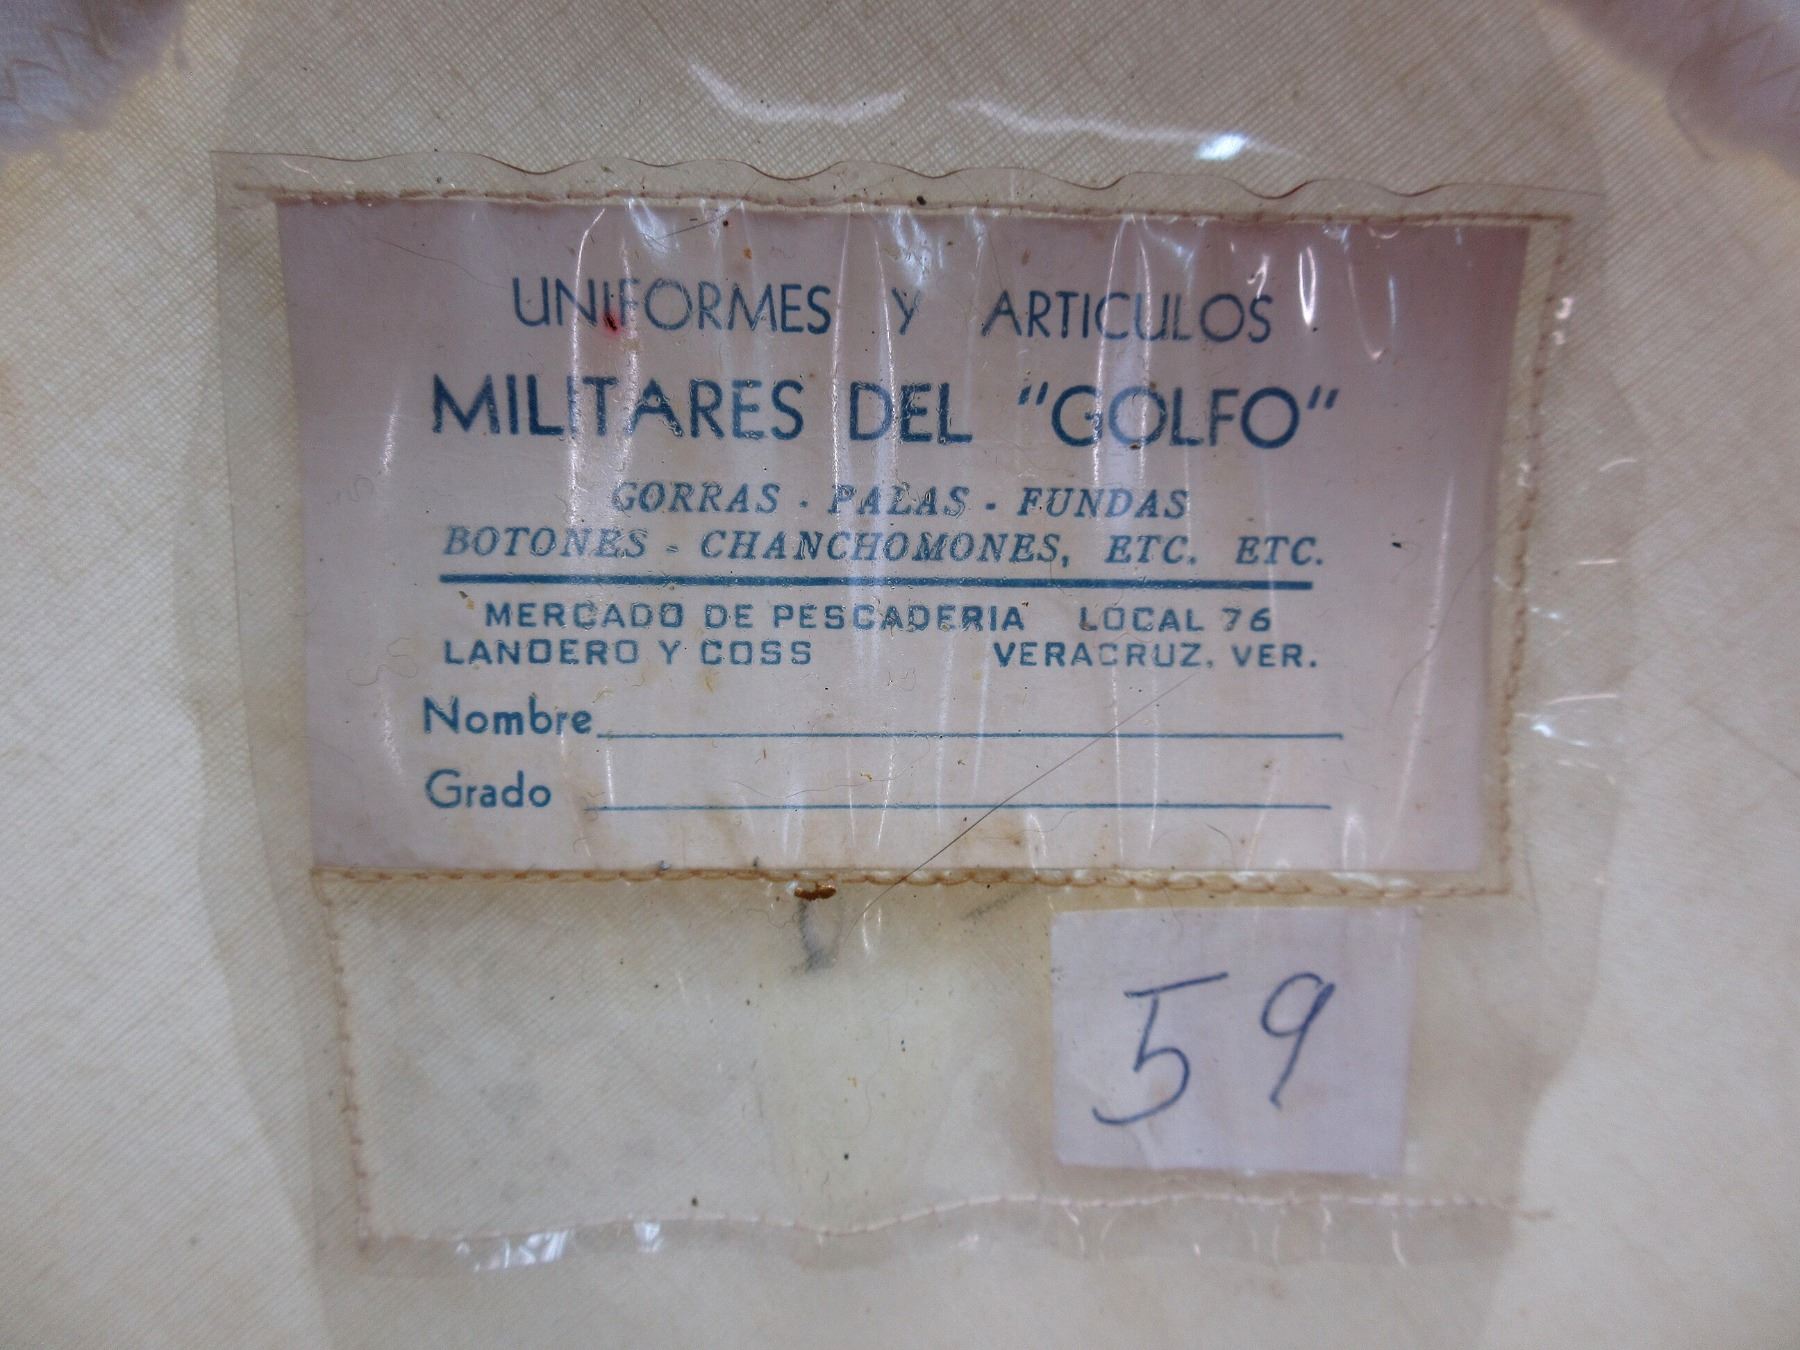 UNIFORMES Y ARTICULOS
MILITARES DEL "GOLFO"
GORRAS - PALAS - FUNDAS
BOTONES - CHANCHOMONES, ETC. ETC.
MERCADO DE PESCADERIA LOCAL 76
LANDERO Y COSS VERACRUZ, VER.
Nombre
Grado
59